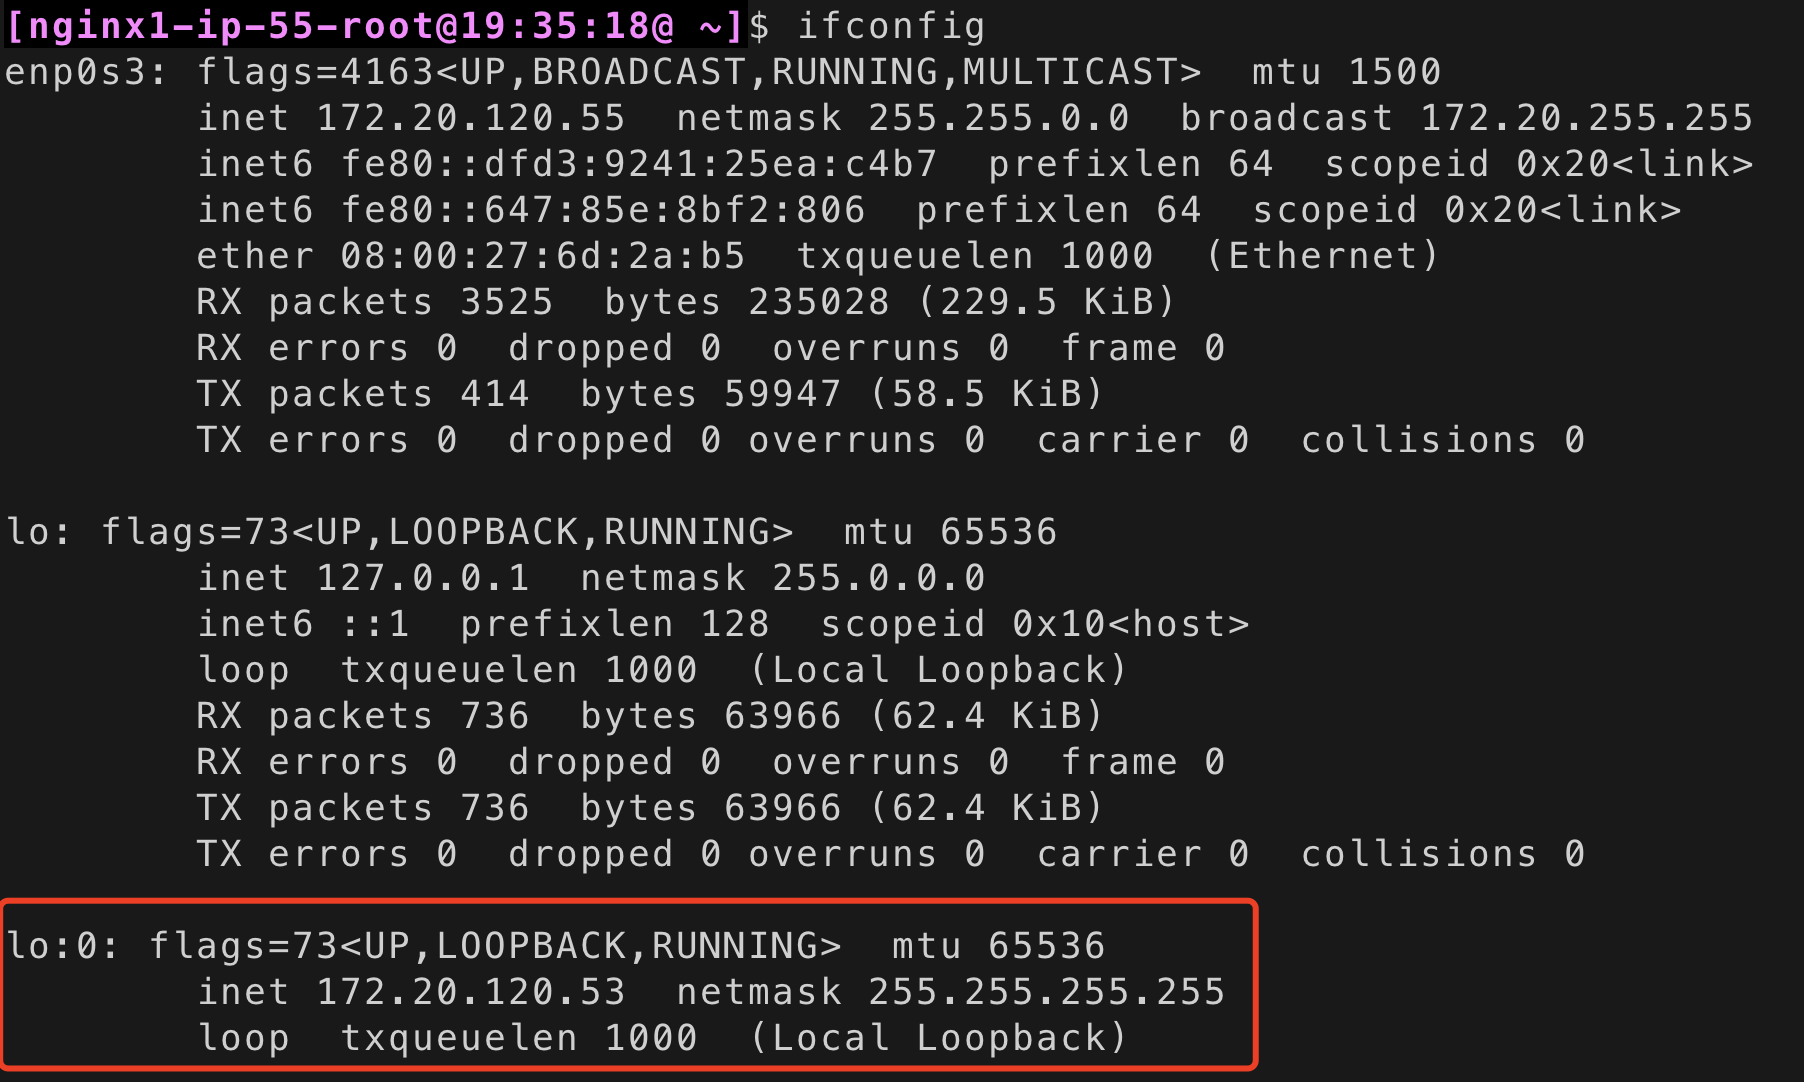 [nginx1-ip-55-root@19:35:18@ ~]$ ifconfig
enp0s3: flags=4163<UP,BROADCAST,RUNNING,MULTICAST>  mtu 1500
        inet 172.20.120.55  netmask 255.255.0.0  broadcast 172.20.255.255
        inet6 fe80::dfd3:9241:25ea:c4b7  prefixlen 64  scopeid 0x20<link>
        inet6 fe80::647:85e:8bf2:806  prefixlen 64  scopeid 0x20<link>
        ether 08:00:27:6d:2a:b5  txqueuelen 1000  (Ethernet)
        RX packets 3525  bytes 235028 (229.5 KiB)
        RX errors 0  dropped 0  overruns 0  frame 0
        TX packets 414  bytes 59947 (58.5 KiB)
        TX errors 0  dropped 0 overruns 0  carrier 0  collisions 0

lo: flags=73<UP,LOOPBACK,RUNNING>  mtu 65536
        inet 127.0.0.1  netmask 255.0.0.0
        inet6 ::1  prefixlen 128  scopeid 0x10<host>
        loop  txqueuelen 1000  (Local Loopback)
        RX packets 736  bytes 63966 (62.4 KiB)
        RX errors 0  dropped 0  overruns 0  frame 0
        TX packets 736  bytes 63966 (62.4 KiB)
        TX errors 0  dropped 0 overruns 0  carrier 0  collisions 0

lo:0: flags=73<UP,LOOPBACK,RUNNING>  mtu 65536
        inet 172.20.120.53  netmask 255.255.255.255
        loop  txqueuelen 1000  (Local Loopback)